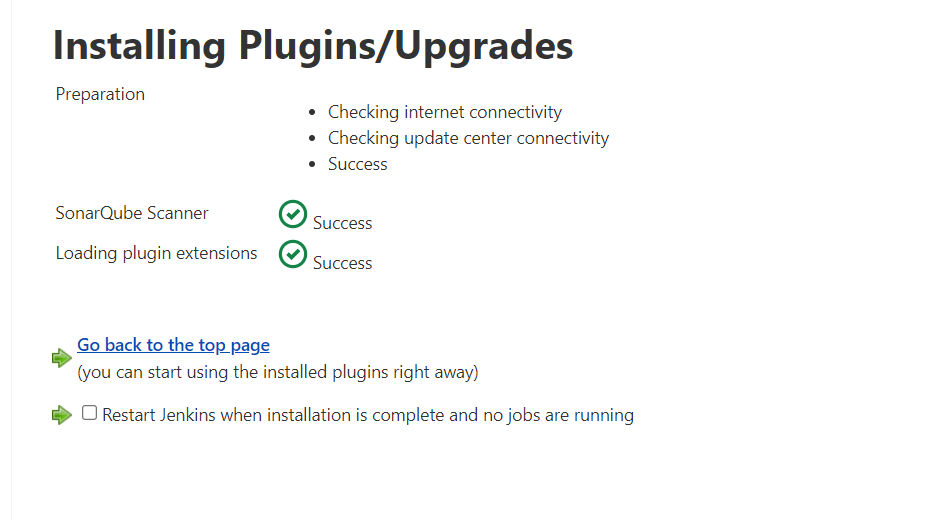 Installing Plugins/Upgrades
Preparation
Checking internet connectivity
Checking update center connectivity
Success
SonarQube Scanner
Success
Loading plugin extensions
Success
Go back to the top page
(you can start using the installed plugins right away)
Restart Jenkins when installation is complete and no jobs are running